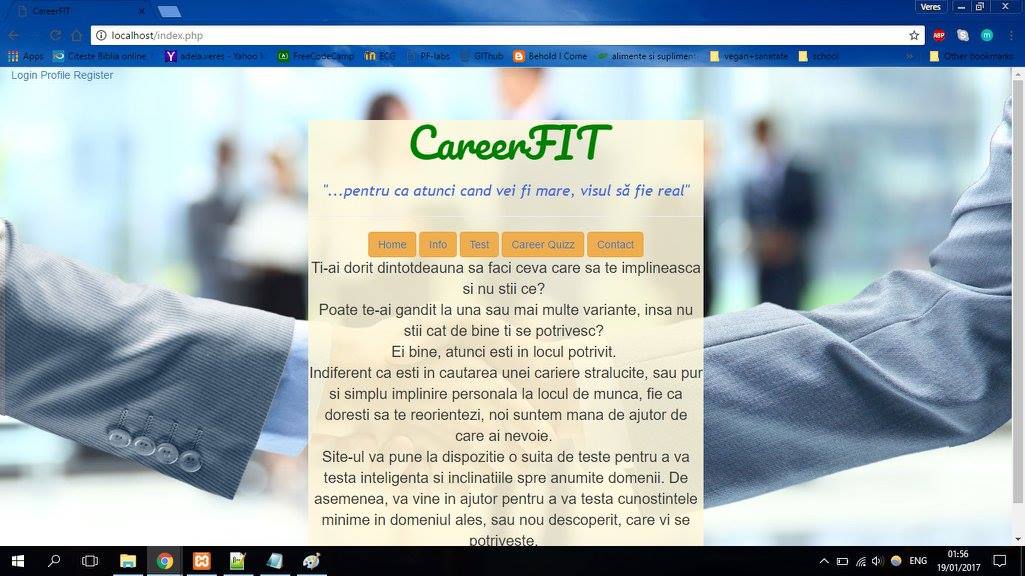 CareerFIT
Veres
localhost/index.php
Apps Citeste Biblia online adela.veres - Yahoo FreeCodeCamp ECG PF-labs GIThub Behold I Come alimente si supliment vegan+sanatate school Other bookmarks
Login Profile Register
CareerFIT
"...pentru ca atunci cand vei fi mare, visul să fie real"
Home Info Test Career Quizz Contact
Ti-ai dorit dintotdeauna sa faci ceva care sa te implineasca
si nu stii ce?
Poate te-ai gandit la una sau mai multe variante, insa nu
stii cat de bine ti se potrivesc?
Ei bine, atunci esti in locul potrivit.
Indiferent ca esti in cautarea unei cariere stralucite, sau pur
si simplu implinire personala la locul de munca, fie ca
doresti sa te reorientezi, noi suntem mana de ajutor de
care ai nevoie.
Site-ul va pune la dispozitie o suita de teste pentru a va
testa inteligenta si inclinatiile spre anumite domenii. De
asemenea, va vine in ajutor pentru a va testa cunostintele
minime in domeniul ales, sau nou descoperit, care vi se
potriveste.
ENG
01:56
19/01/2017